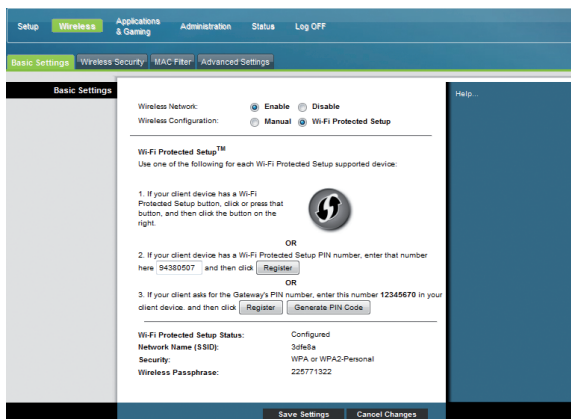 Setup Wireless Applications & Gaming Administration Status Log OFF
Basic Settings Wireless Security MAC Filter Advanced Settings
Basic Settings
Help...
Wireless Network: Enable Disable
Wireless Configuration: Manual Wi-Fi Protected Setup
Wi-Fi Protected Setup™
Use one of the following for each Wi-Fi Protected Setup supported device:
1. If your client device has a Wi-Fi
Protected Setup button, click or press that
button, and then click the button on the
right.
OR
2. If your client device has a Wi-Fi Protected Setup PIN number, enter that number
here 94380507 and then click Register
OR
3. If your client asks for the Gateway's PIN number, enter this number 12345670 in your
client device. and then click Register Generate PIN Code
Wi-Fi Protected Setup Status: Configured
Network Name (SSID): 3dfe8a
Security: WPA or WPA2-Personal
Wireless Passphrase: 225771322
Save Settings Cancel Changes